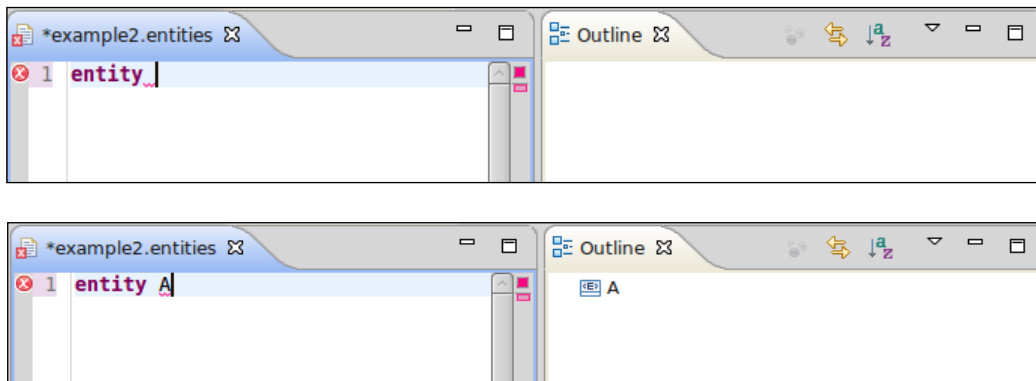 *example2.entities Outline
1 entity
*example2.entities Outline
1 entity A A